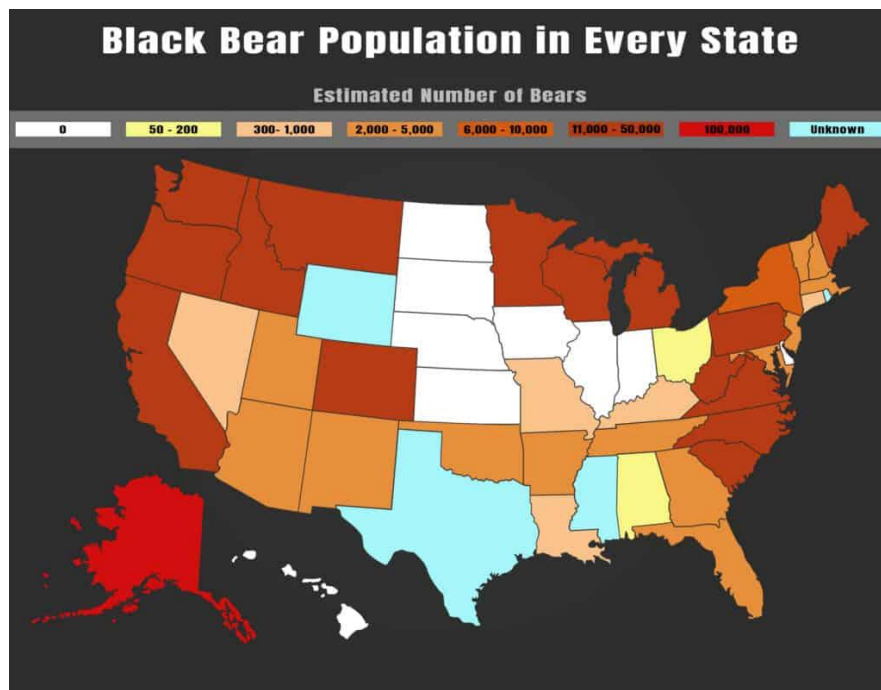 Black Bear Population in Every State
Estimated Number of Bears
0
50 - 200
300- 1,000
2,000 - 5,000
6,000 - 10,000
11,000 - 50,000
100,000
Unknown